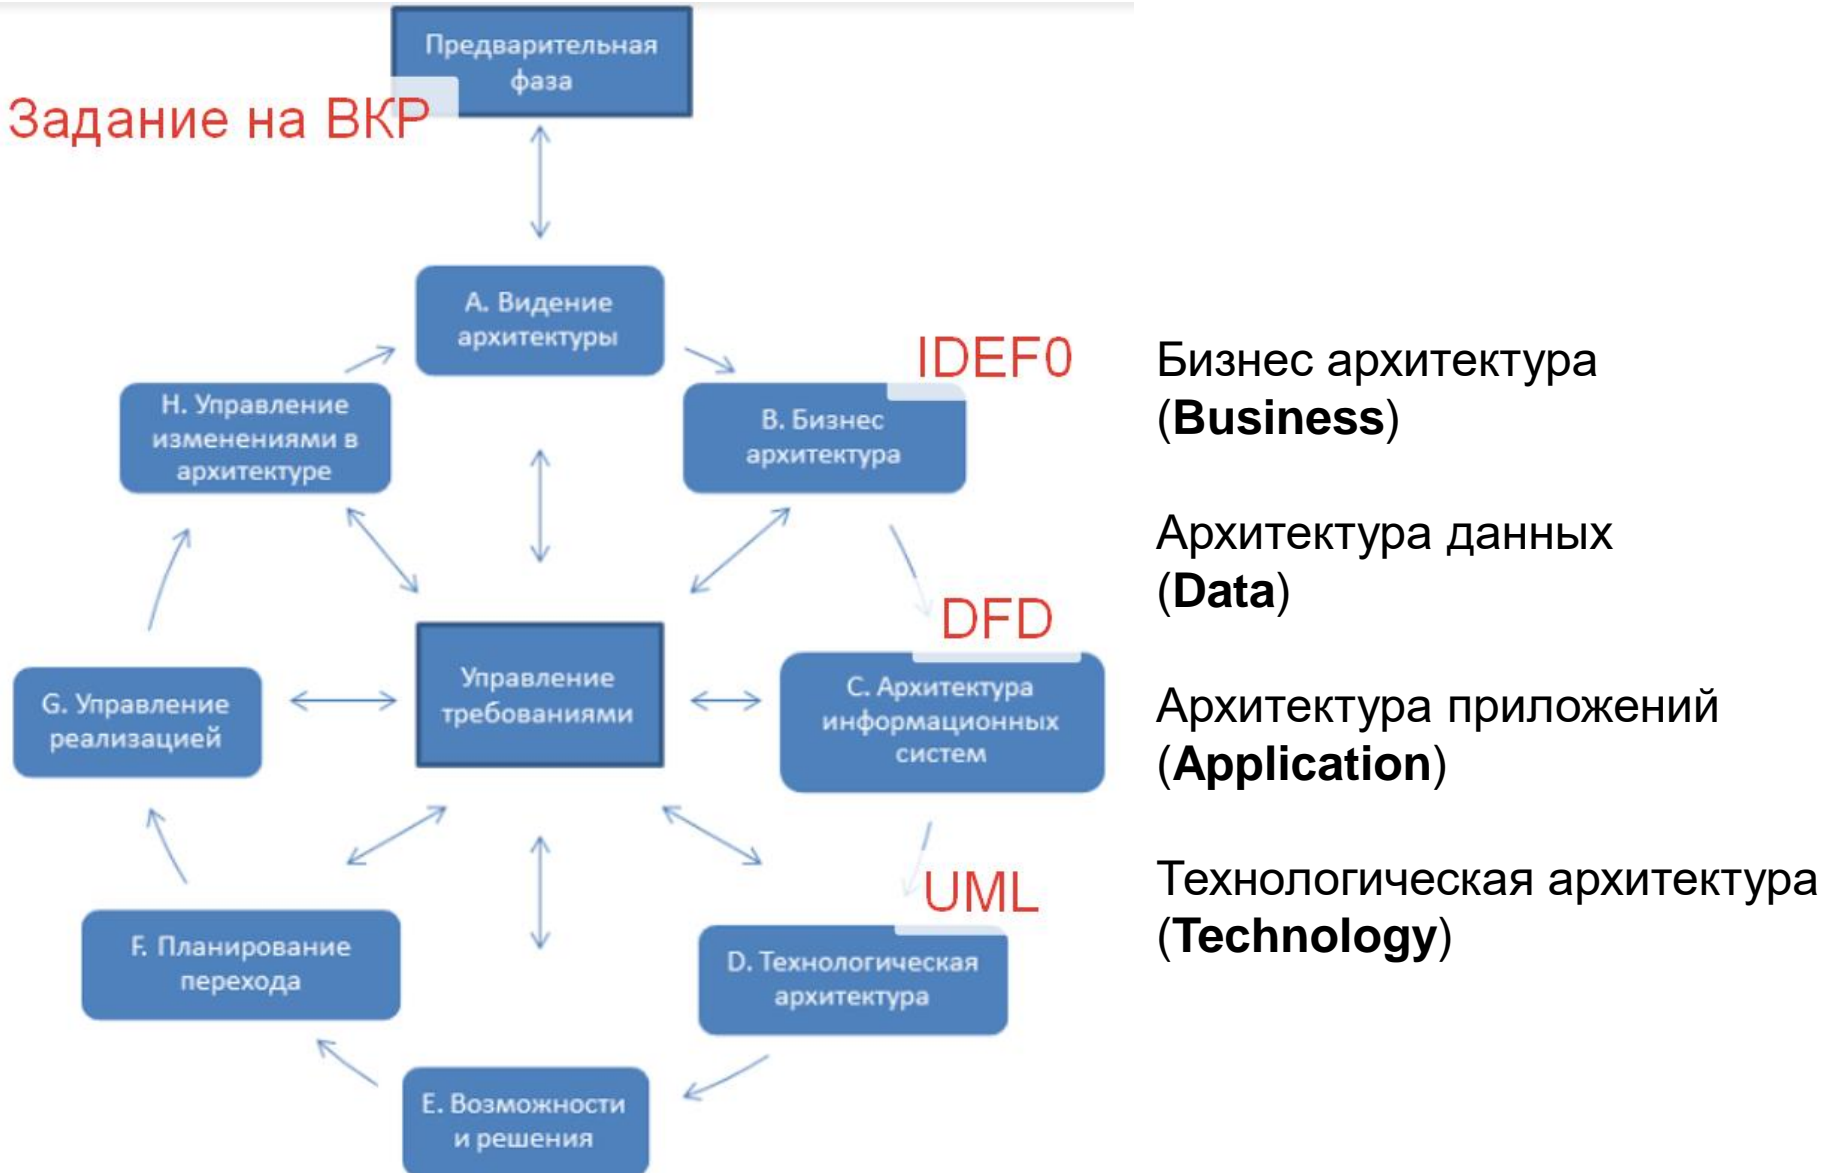 Предварительная
фаза
Задание на ВКР
A. Видение
архитектуры
IDEF0
H. Управление
изменениями в
архитектуре
B. Бизнес
архитектура
DFD
Управление
требованиями
G. Управление
реализацией
C. Архитектура
информационных
систем
UML
F. Планирование
перехода
D. Технологическая
архитектура
E. Возможности
и решения
Бизнес архитектура
(Business)
Архитектура данных
(Data)
Архитектура приложений
(Application)
Технологическая архитектура
(Technology)